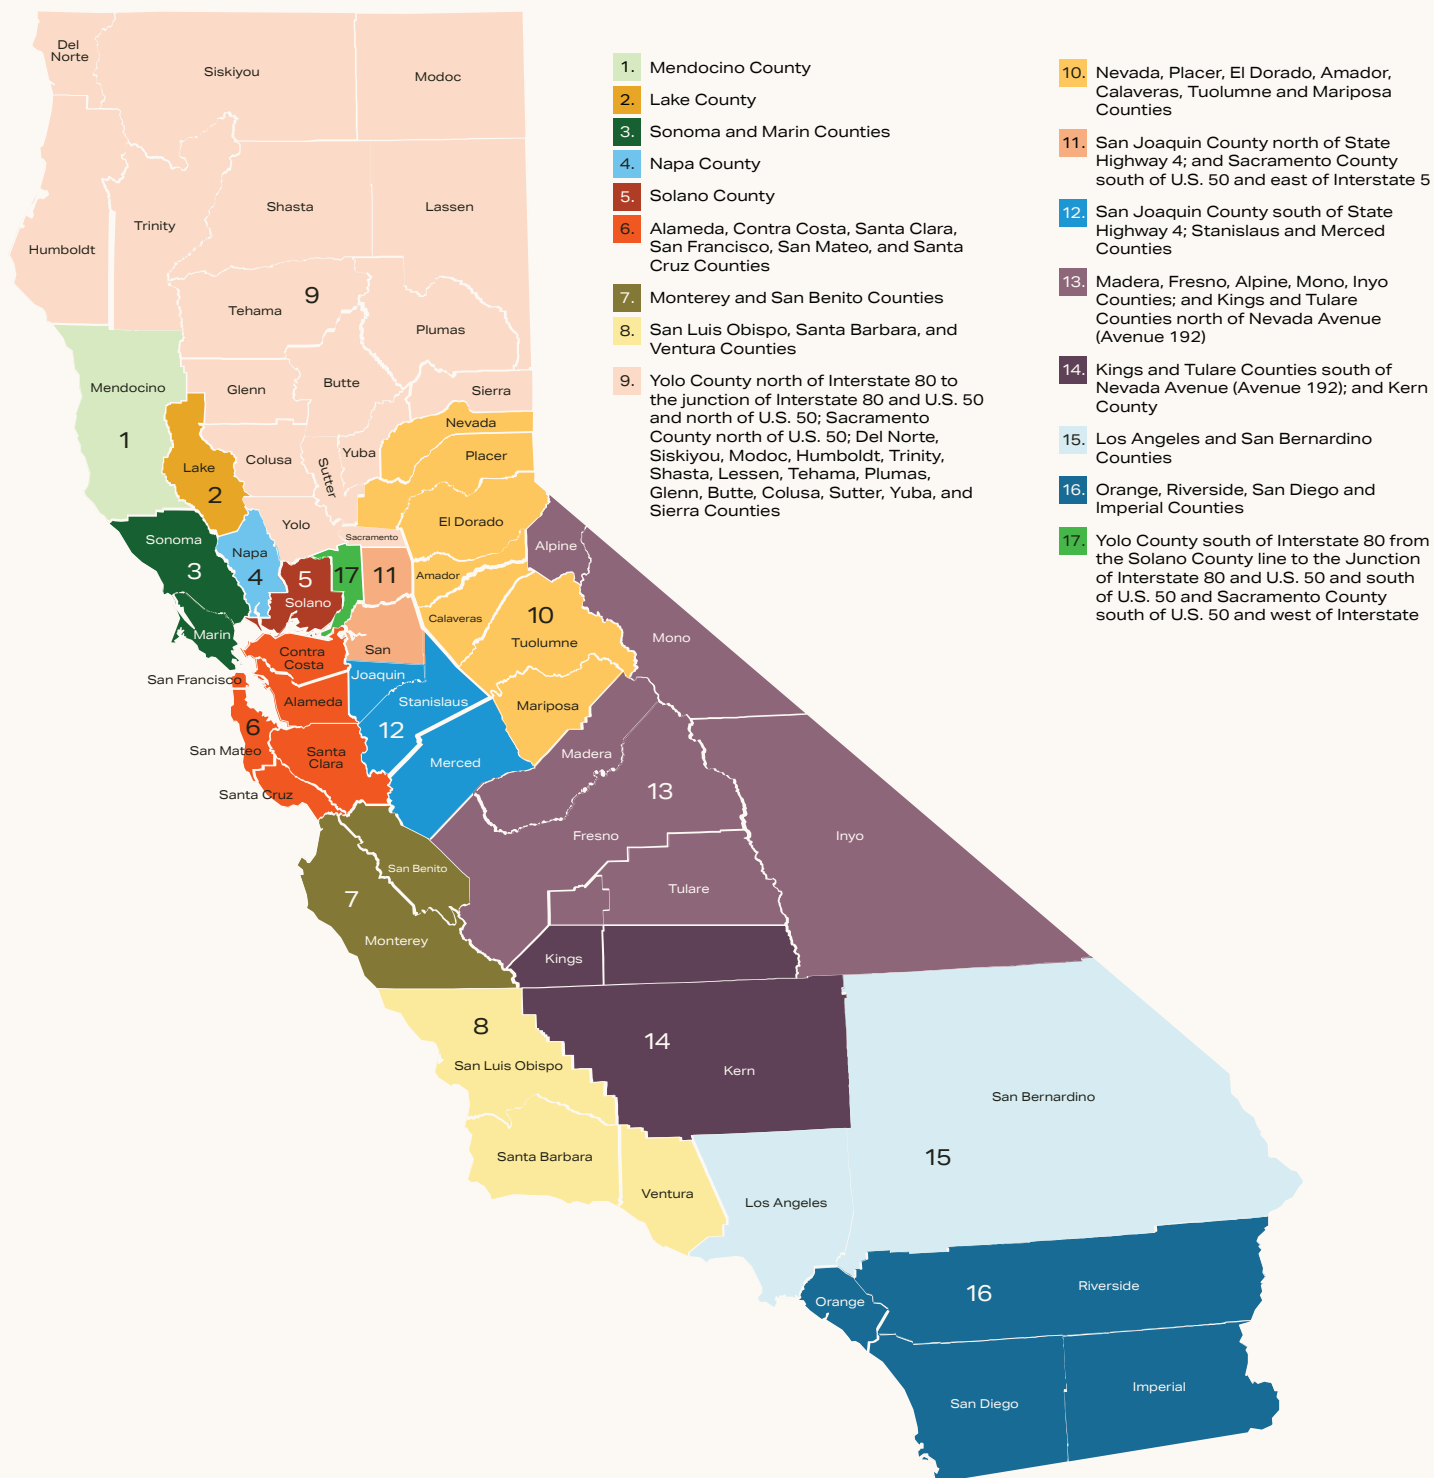 Del
Norte
Siskiyou
Modoc
Humboldt
Trinity
Shasta
Lassen
Tehama
9
Plumas
Mendocino
1
Glenn
Butte
Sierra
Lake
2
Colusa
Sutter
Yuba
Nevada
Placer
Yolo
El Dorado
Sacramento
Sonoma
3
Napa
4
5
Solano
17
11
Amador
Alpine
Calaveras
10
Tuolumne
Mono
Marin
Contra
Costa
San
Joaquin
San Francisco
Alameda
Stanislaus
Mariposa
6
12
San Mateo
Santa
Clara
Merced
Madera
Santa Cruz
13
Fresno
Inyo
San Benito
7
Tulare
Monterey
Kings
8
San Luis Obispo
14
Kern
San Bernardino
15
Santa Barbara
Ventura
Los Angeles
16
Riverside
Orange
San Diego
Imperial
1. Mendocino County
2. Lake County
3. Sonoma and Marin Counties
4. Napa County
5. Solano County
6. Alameda, Contra Costa, Santa Clara,
San Francisco, San Mateo, and Santa
Cruz Counties
7. Monterey and San Benito Counties
8. San Luis Obispo, Santa Barbara, and
Ventura Counties
9. Yolo County north of Interstate 80 to
the junction of Interstate 80 and U.S. 50
and north of U.S. 50; Sacramento
County north of U.S. 50; Del Norte,
Siskiyou, Modoc, Humboldt, Trinity,
Shasta, Lessen, Tehama, Plumas,
Glenn, Butte, Colusa, Sutter, Yuba, and
Sierra Counties
10. Nevada, Placer, El Dorado, Amador,
Calaveras, Tuolumne and Mariposa
Counties
11. San Joaquin County north of State
Highway 4; and Sacramento County
south of U.S. 50 and east of Interstate 5
12. San Joaquin County south of State
Highway 4; Stanislaus and Merced
Counties
13. Madera, Fresno, Alpine, Mono, Inyo
Counties; and Kings and Tulare
Counties north of Nevada Avenue
(Avenue 192)
14. Kings and Tulare Counties south of
Nevada Avenue (Avenue 192); and Kern
County
15. Los Angeles and San Bernardino
Counties
16. Orange, Riverside, San Diego and
Imperial Counties
17. Yolo County south of Interstate 80 from
the Solano County line to the Junction
of Interstate 80 and U.S. 50 and south
of U.S. 50 and Sacramento County
south of U.S. 50 and west of Interstate